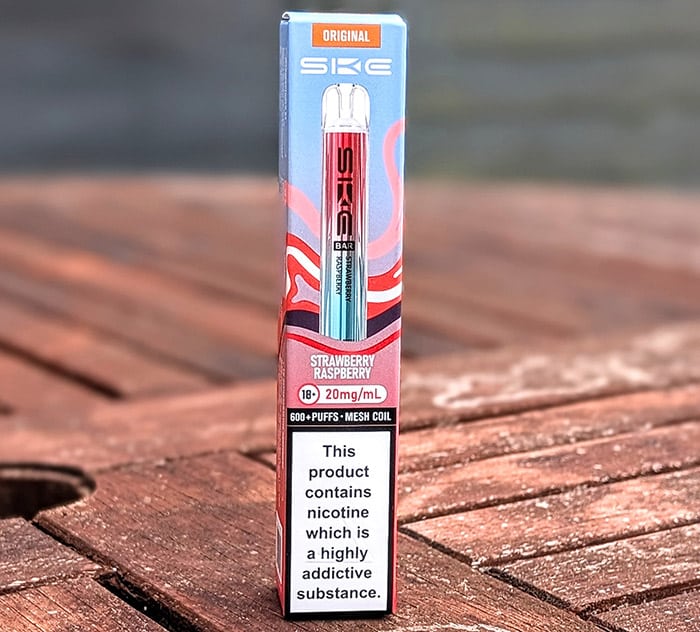 ORIGINAL
SKE
SKE
BAR
STRAWBERRY
RASPBERRY
STRAWBERRY
RASPBERRY
18+ 20mg/mL
600+PUFFS·MESH COIL
This
product
contains
nicotine
which is
a highly
addictive
substance.